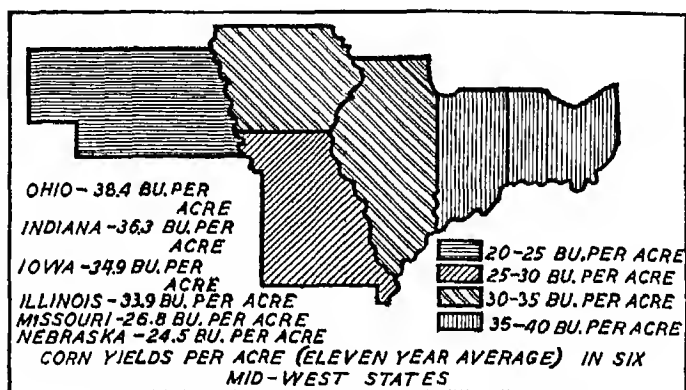 OHIO-38.4 BU. PER
ACRE
INDIANA-36.3 BU. PER
ACRE
IOWA-34.9 BU. PER
ACRE
ILLINOIS-33.9 BU. PER ACRE
MISSOURI-26.8 BU. PER ACRE
NEBRASKA-24.5 BU. PER ACRE
20-25 BU. PER ACRE
25-30 BU. PER ACRE
30-35 BU. PER ACRE
35-40 BU. PER ACRE
CORN YIELDS PER ACRE (ELEVEN YEAR AVERAGE) IN SIX
MID-WEST STATES